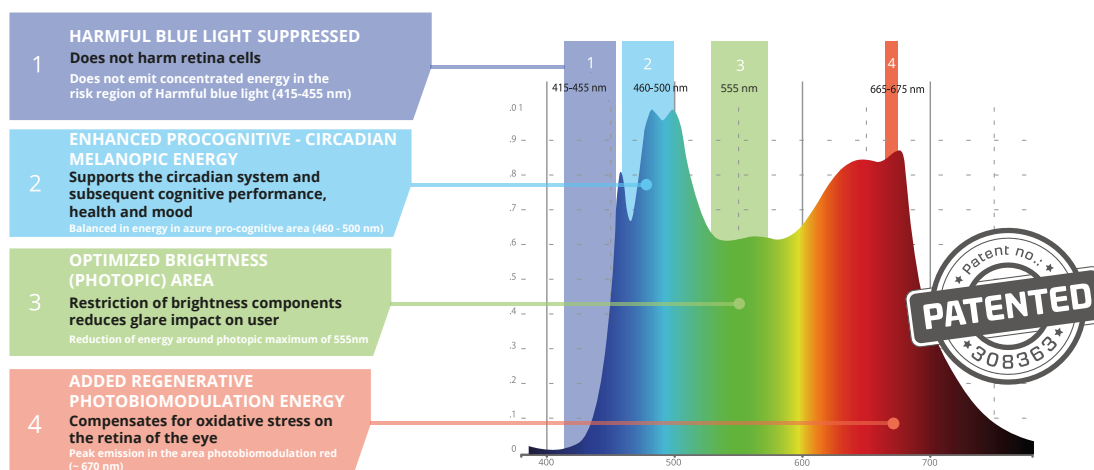 1
HARMFUL BLUE LIGHT SUPPRESSED
Does not harm retina cells
Does not emit concentrated energy in the
risk region of Harmful blue light (415-455 nm)
2
ENHANCED PROCOGNITIVE - CIRCADIAN
MELANOPIC ENERGY
Supports the circadian system and
subsequent cognitive performance,
health and mood
Balanced in energy in azure pro-cognitive area (460 - 500 nm)
3
OPTIMIZED BRIGHTNESS
(PHOTOPIC) AREA
Restriction of brightness components
reduces glare impact on user
Reduction of energy around photopic maximum of 555nm
4
ADDED REGENERATIVE
PHOTOBIOMODULATION ENERGY
Compensates for oxidative stress on
the retina of the eye
Peak emission in the area photobiomodulation red
(~ 670 nm)
1
2
3
4
415-455 nm
460-500 nm
555 nm
665-675 nm
.0 1
.9
.8
.7
.6
.5
.4
.3
.2
.1
0
400
500
600
700
Patent no.:
PATENTED
308363